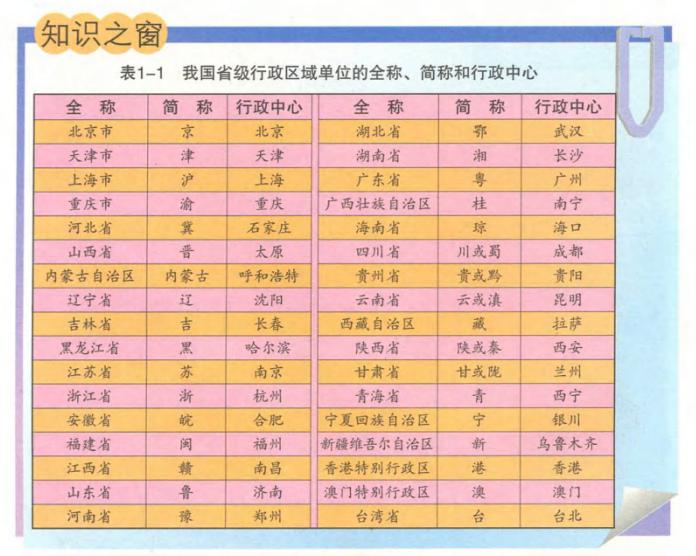 知识之窗
表1-1 我国省级行政区域单位的全称、简称和行政中心
全 称 简 称 行政中心 全 称 简 称 行政中心
北京市 京 北京 湖北省 鄂 武汉
天津市 津 天津 湖南省 湘 长沙
上海市 沪 上海 广东省 粤 广州
重庆市 渝 重庆 广西壮族自治区 桂 南宁
河北省 冀 石家庄 海南省 琼 海口
山西省 晋 太原 四川省 川或蜀 成都
内蒙古自治区 内蒙古 呼和浩特 贵州省 贵或黔 贵阳
辽宁省 辽 沈阳 云南省 云或滇 昆明
吉林省 吉 长春 西藏自治区 藏 拉萨
黑龙江省 黑 哈尔滨 陕西省 陕或秦 西安
江苏省 苏 南京 甘肃省 甘或陇 兰州
浙江省 浙 杭州 青海省 青 西宁
安徽省 皖 合肥 宁夏回族自治区 宁 银川
福建省 闽 福州 新疆维吾尔自治区 新 乌鲁木齐
江西省 赣 南昌 香港特别行政区 港 香港
山东省 鲁 济南 澳门特别行政区 澳 澳门
河南省 豫 郑州 台湾省 台 台北